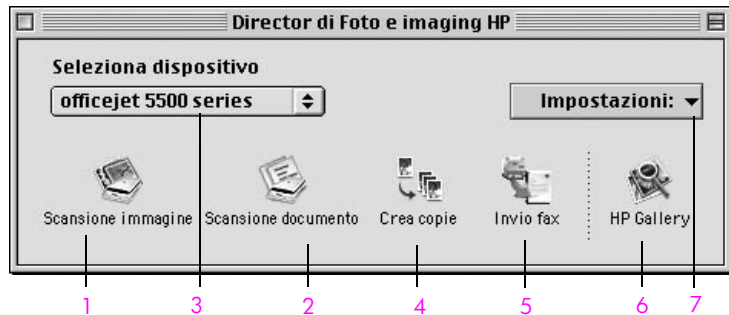 Director di Foto e imaging HP
Seleziona dispositivo
officejet 5500 series
Impostazioni:
Scansione immagine
Scansione documento
Crea copie
Invio fax
HP Gallery
1 3 2 4 5 6 7